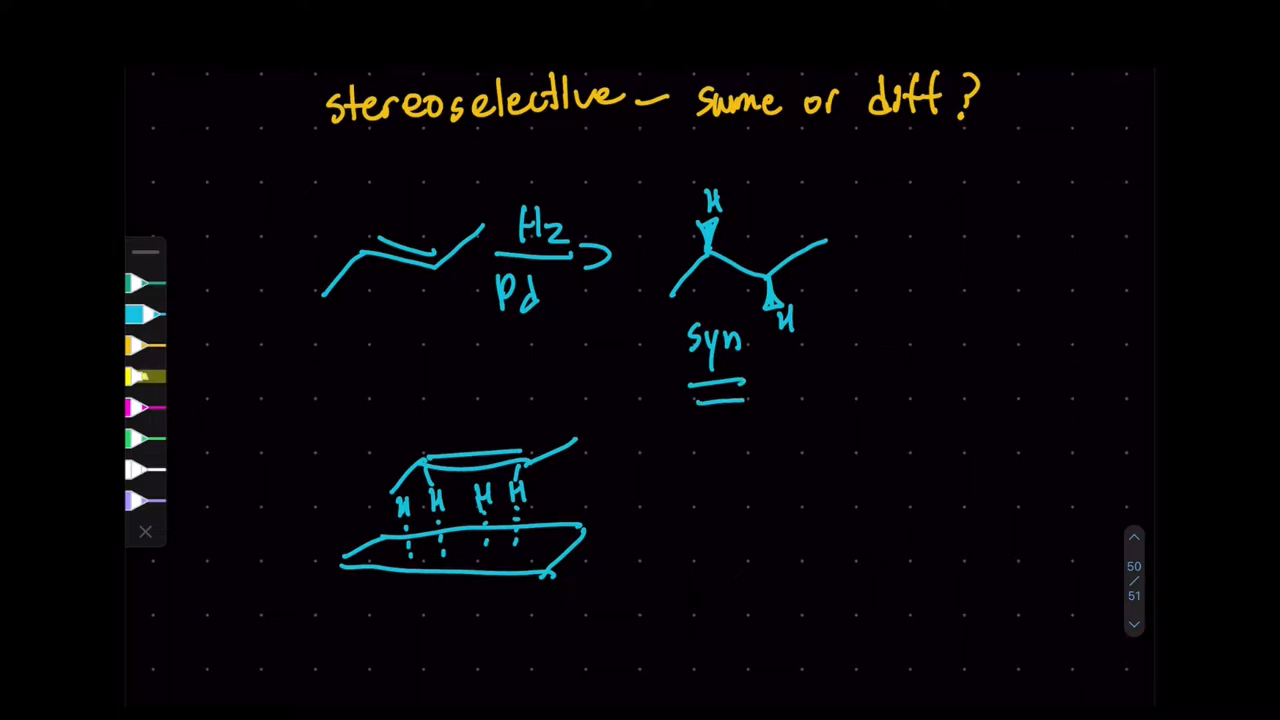 stereoselective – same or diff?
H
H2
Pd
H
syn
H H H H
50
/
51